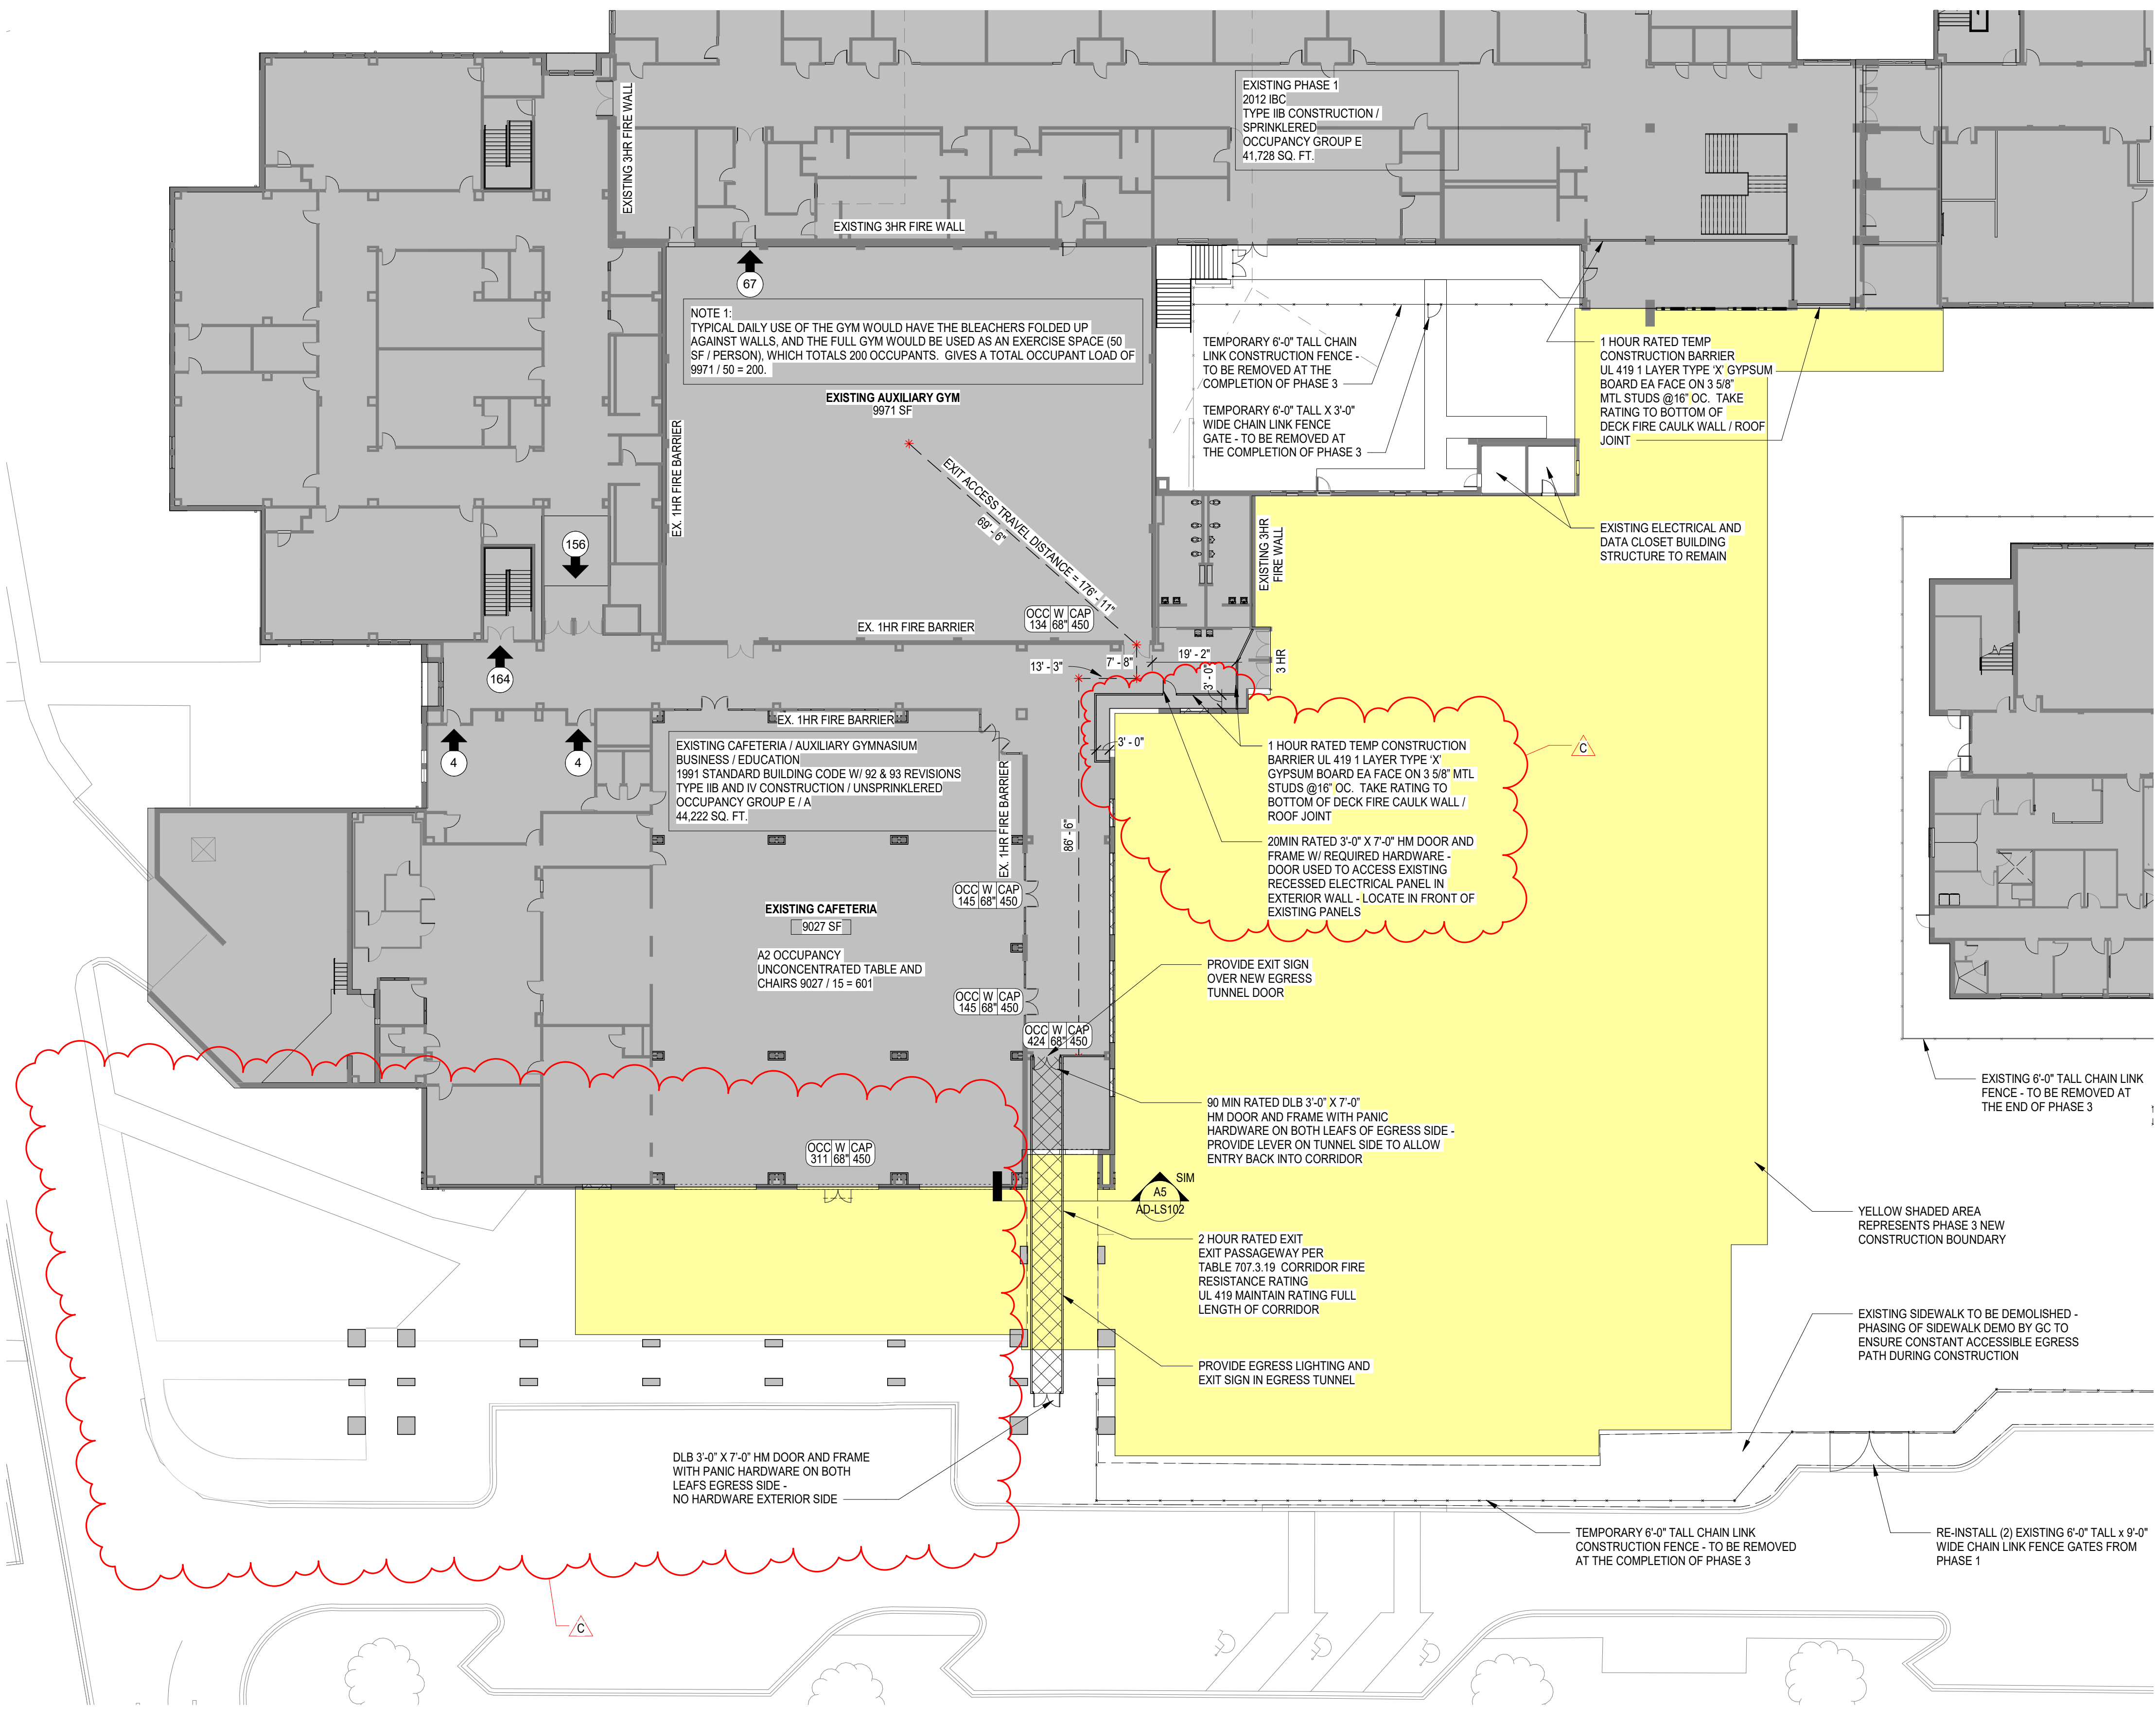 EXISTING 3HR FIRE WALL
EXISTING PHASE 1
2012 IBC
TYPE IIB CONSTRUCTION /
SPRINKLERED
OCCUPANCY GROUP E
41,728 SQ. FT.
EXISTING 3HR FIRE WALL
67
NOTE 1:
TYPICAL DAILY USE OF THE GYM WOULD HAVE THE BLEACHERS FOLDED UP
AGAINST WALLS, AND THE FULL GYM WOULD BE USED AS AN EXERCISE SPACE (50
SF / PERSON), WHICH TOTALS 200 OCCUPANTS.  GIVES A TOTAL OCCUPANT LOAD OF
9971 / 50 = 200.
EXISTING AUXILIARY GYM
9971 SF
EX. 1HR FIRE BARRIER
EXIT ACCESS TRAVEL DISTANCE = 176' - 11"
69' - 6"
TEMPORARY 6'-0" TALL CHAIN
LINK CONSTRUCTION FENCE -
TO BE REMOVED AT THE
COMPLETION OF PHASE 3
TEMPORARY 6'-0" TALL X 3'-0"
WIDE CHAIN LINK FENCE
GATE - TO BE REMOVED AT
THE COMPLETION OF PHASE 3
1 HOUR RATED TEMP
CONSTRUCTION BARRIER
UL 419 1 LAYER TYPE 'X' GYPSUM
BOARD EA FACE ON 3 5/8"
MTL STUDS @16" OC.  TAKE
RATING TO BOTTOM OF
DECK FIRE CAULK WALL / ROOF
JOINT
EXISTING ELECTRICAL AND
DATA CLOSET BUILDING
STRUCTURE TO REMAIN
EXISTING 3HR
FIRE WALL
156
OCC W CAP
134 68" 450
EX. 1HR FIRE BARRIER
164
13' - 3"
7' - 8"
19' - 2"
3' - 0"
3 HR
4
4
EX. 1HR FIRE BARRIER
EXISTING CAFETERIA / AUXILIARY GYMNASIUM
BUSINESS / EDUCATION
1991 STANDARD BUILDING CODE W/ 92 & 93 REVISIONS
TYPE IIB AND IV CONSTRUCTION / UNSPRINKLERED
OCCUPANCY GROUP E / A
44,222 SQ. FT.
EX. 1HR FIRE BARRIER
3' - 0"
86' - 6"
1 HOUR RATED TEMP CONSTRUCTION
BARRIER UL 419 1 LAYER TYPE 'X'
GYPSUM BOARD EA FACE ON 3 5/8" MTL
STUDS @16" OC.  TAKE RATING TO
BOTTOM OF DECK FIRE CAULK WALL /
ROOF JOINT
C
20MIN RATED 3'-0" X 7'-0" HM DOOR AND
FRAME W/ REQUIRED HARDWARE -
DOOR USED TO ACCESS EXISTING
RECESSED ELECTRICAL PANEL IN
EXTERIOR WALL - LOCATE IN FRONT OF
EXISTING PANELS
OCC W CAP
145 68" 450
EXISTING CAFETERIA
9027 SF
A2 OCCUPANCY
UNCONCENTRATED TABLE AND
CHAIRS 9027 / 15 = 601
OCC W CAP
145 68" 450
PROVIDE EXIT SIGN
OVER NEW EGRESS
TUNNEL DOOR
OCC W CAP
424 68" 450
EXISTING 6'-0" TALL CHAIN LINK
FENCE - TO BE REMOVED AT
THE END OF PHASE 3
90 MIN RATED DLB 3'-0" X 7'-0"
HM DOOR AND FRAME WITH PANIC
HARDWARE ON BOTH LEAFS OF EGRESS SIDE -
PROVIDE LEVER ON TUNNEL SIDE TO ALLOW
ENTRY BACK INTO CORRIDOR
OCC W CAP
311 68" 450
SIM
A5
AD-LS102
YELLOW SHADED AREA
REPRESENTS PHASE 3 NEW
CONSTRUCTION BOUNDARY
2 HOUR RATED EXIT
EXIT PASSAGEWAY PER
TABLE 707.3.19  CORRIDOR FIRE
RESISTANCE RATING
UL 419 MAINTAIN RATING FULL
LENGTH OF CORRIDOR
EXISTING SIDEWALK TO BE DEMOLISHED -
PHASING OF SIDEWALK DEMO BY GC TO
ENSURE CONSTANT ACCESSIBLE EGRESS
PATH DURING CONSTRUCTION
PROVIDE EGRESS LIGHTING AND
EXIT SIGN IN EGRESS TUNNEL
DLB 3'-0" X 7'-0" HM DOOR AND FRAME
WITH PANIC HARDWARE ON BOTH
LEAFS EGRESS SIDE -
NO HARDWARE EXTERIOR SIDE
TEMPORARY 6'-0" TALL CHAIN LINK
CONSTRUCTION FENCE - TO BE REMOVED
AT THE COMPLETION OF PHASE 3
RE-INSTALL (2) EXISTING 6'-0" TALL x 9'-0"
WIDE CHAIN LINK FENCE GATES FROM
PHASE 1
C